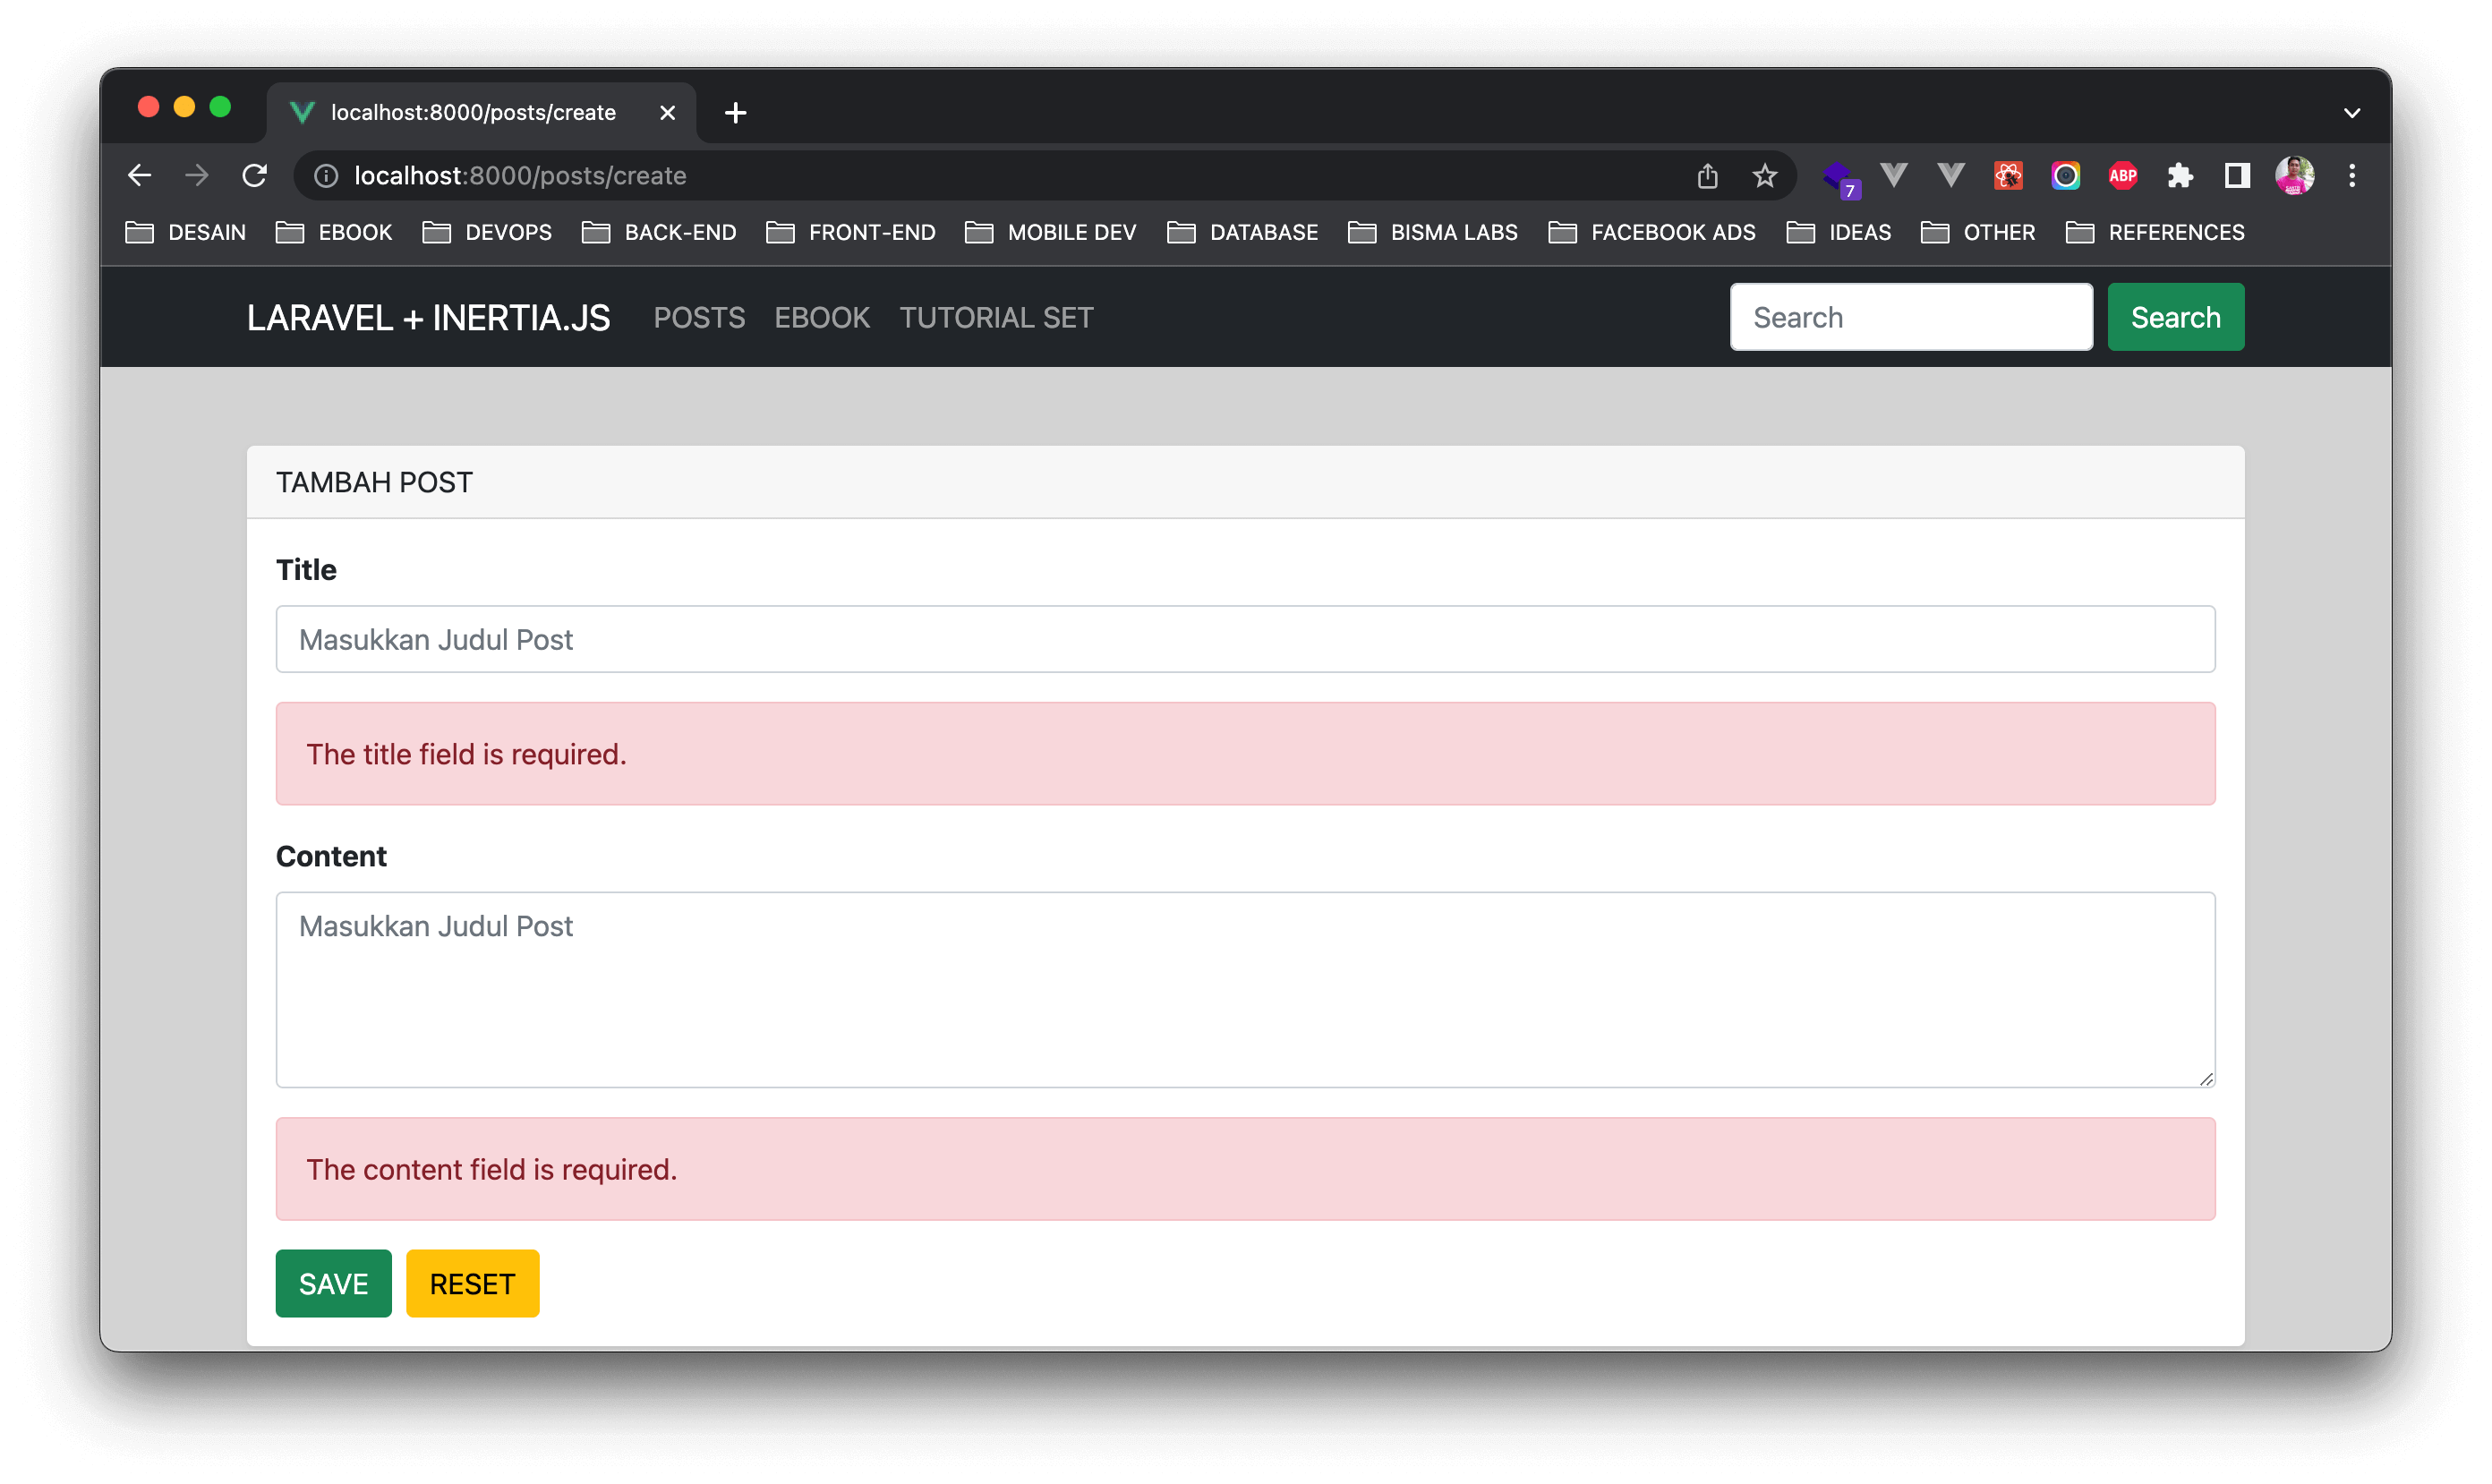 localhost:8000/posts/create
localhost:8000/posts/create
7
ABP
DESAIN EBOOK DEVOPS BACK-END FRONT-END MOBILE DEV DATABASE BISMA LABS FACEBOOK ADS IDEAS OTHER REFERENCES
LARAVEL + INERTIA.JS POSTS EBOOK TUTORIAL SET Search Search
TAMBAH POST
Title
Masukkan Judul Post
The title field is required.
Content
Masukkan Judul Post
The content field is required.
SAVE RESET